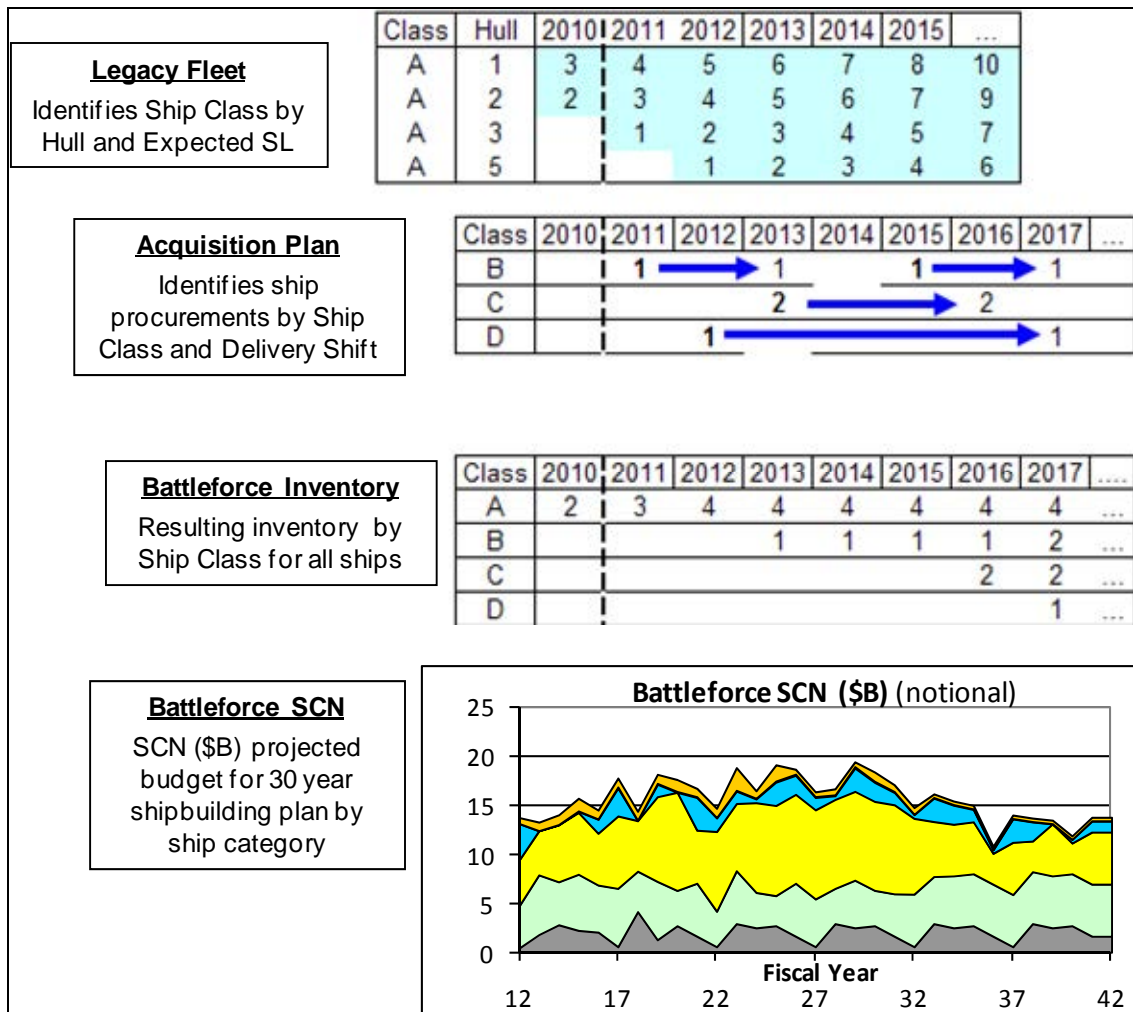 Legacy Fleet
Identifies Ship Class by
Hull and Expected SL
Class Hull 2010 2011 2012 2013 2014 2015 ...
A 1 3 4 5 6 7 8 10
A 2 2 3 4 5 6 7 9
A 3 1 2 3 4 5 7
A 5 1 2 3 4 6
Acquisition Plan
Identifies ship
procurements by Ship
Class and Delivery Shift
Class 2010 2011 2012 2013 2014 2015 2016 2017 ...
B 1 1 1 1
C 2 2
D 1 1
Battleforce Inventory
Resulting inventory by
Ship Class for all ships
Class 2010 2011 2012 2013 2014 2015 2016 2017 ....
A 2 3 4 4 4 4 4 4 ...
B 1 1 1 1 2 ...
C 2 2 ...
D 1 ...
Battleforce SCN
SCN ($B) projected
budget for 30 year
shipbuilding plan by
ship category
Battleforce SCN ($B) (notional)
25
20
15
10
5
0
Fiscal Year
12 17 22 27 32 37 42